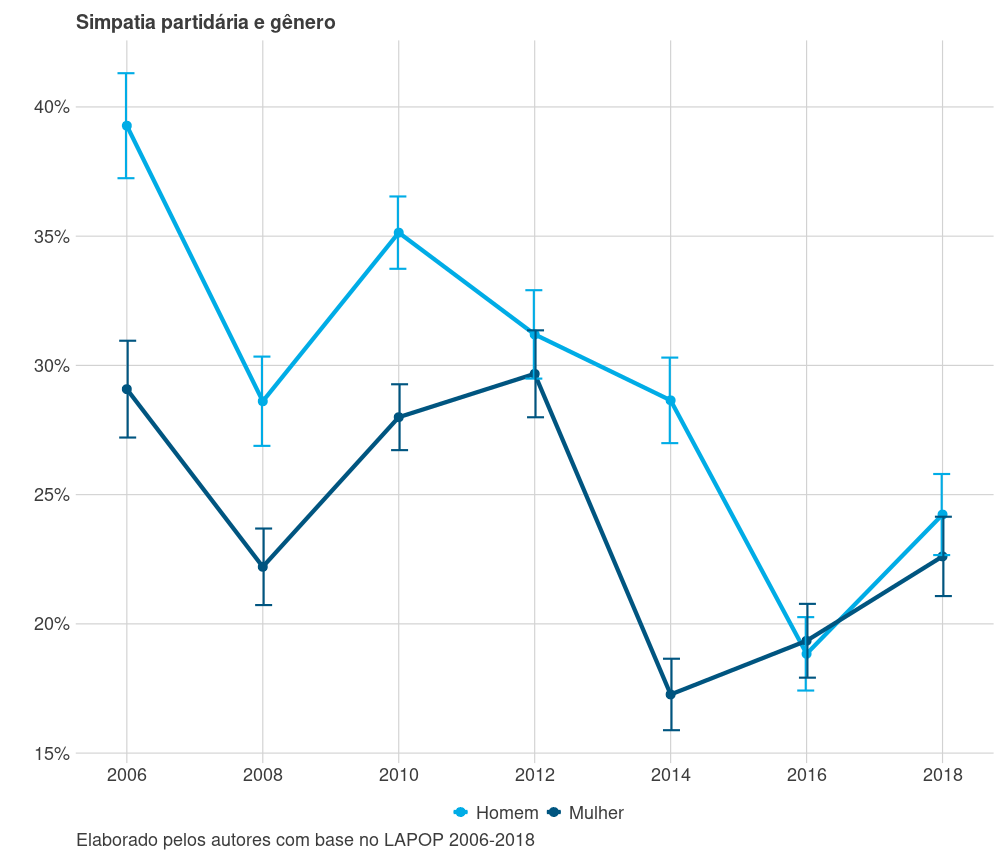 Simpatia partidária e gênero
40%
35%
30%
25%
20%
15%
2006 2008 2010 2012 2014 2016 2018
Homem Mulher
Elaborado pelos autores com base no LAPOP 2006-2018